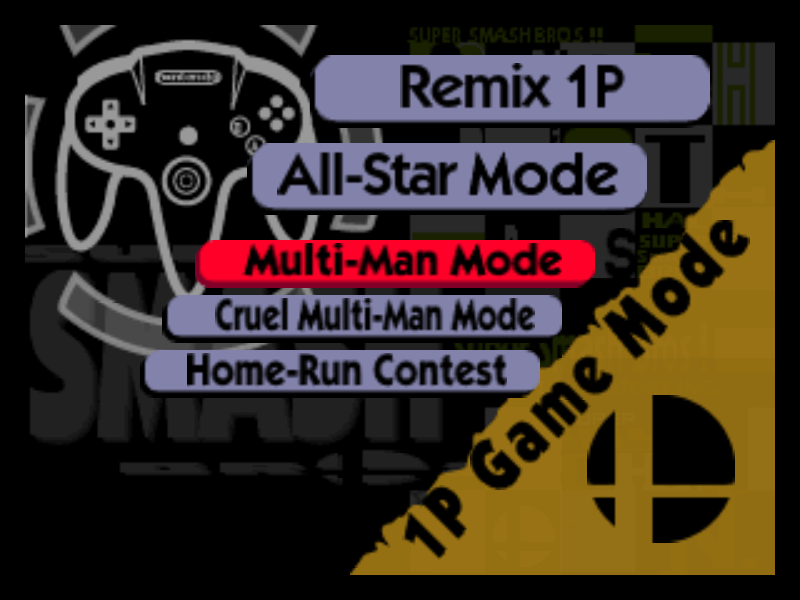 SUPER SMASH BROS !!
Remix 1P
All-Star Mode
Multi-Man Mode
Cruel Multi-Man Mode
Home-Run Contest
1P Game Mode
SMASH